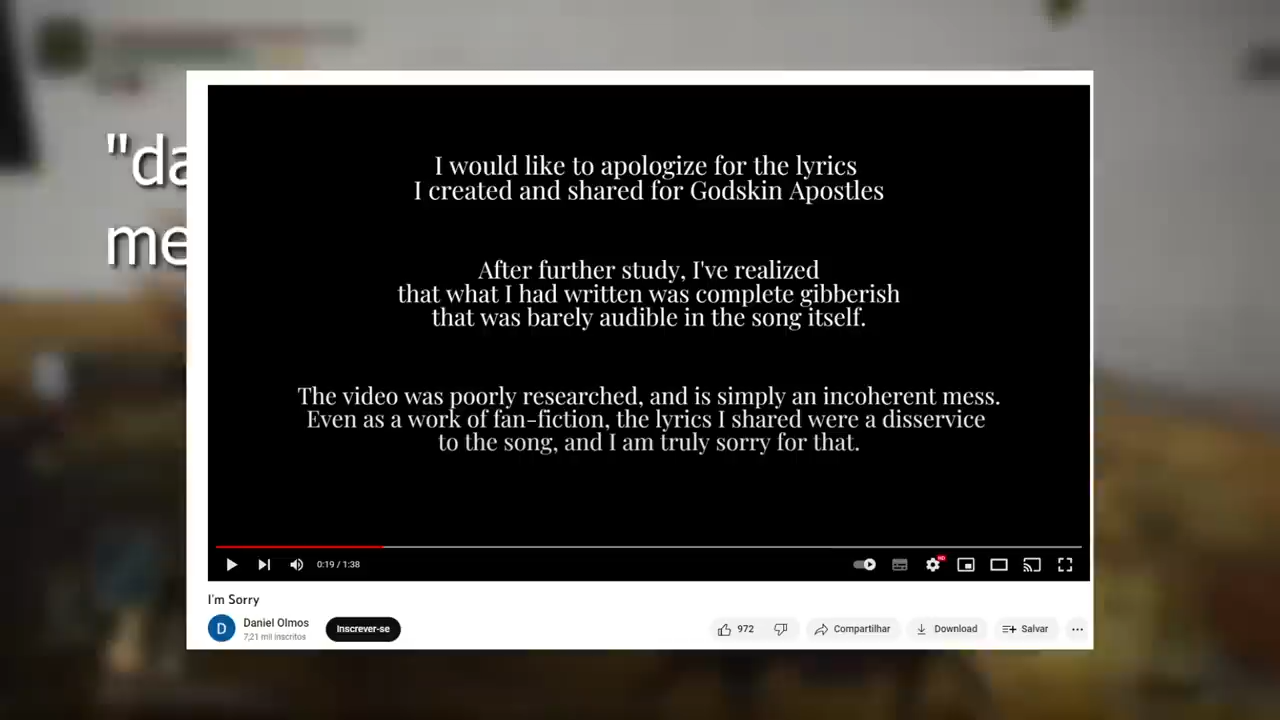 "da
me
I would like to apologize for the lyrics
I created and shared for Godskin Apostles
After further study, I've realized
that what I had written was complete gibberish
that was barely audible in the song itself.
The video was poorly researched, and is simply an incoherent mess.
Even as a work of fan-fiction, the lyrics I shared were a disservice
to the song, and I am truly sorry for that.
0:19 / 1:38
HD
I'm Sorry
D
Daniel Olmos
7,21 mil inscritos
Inscrever-se
972
Compartilhar
Download
Salvar